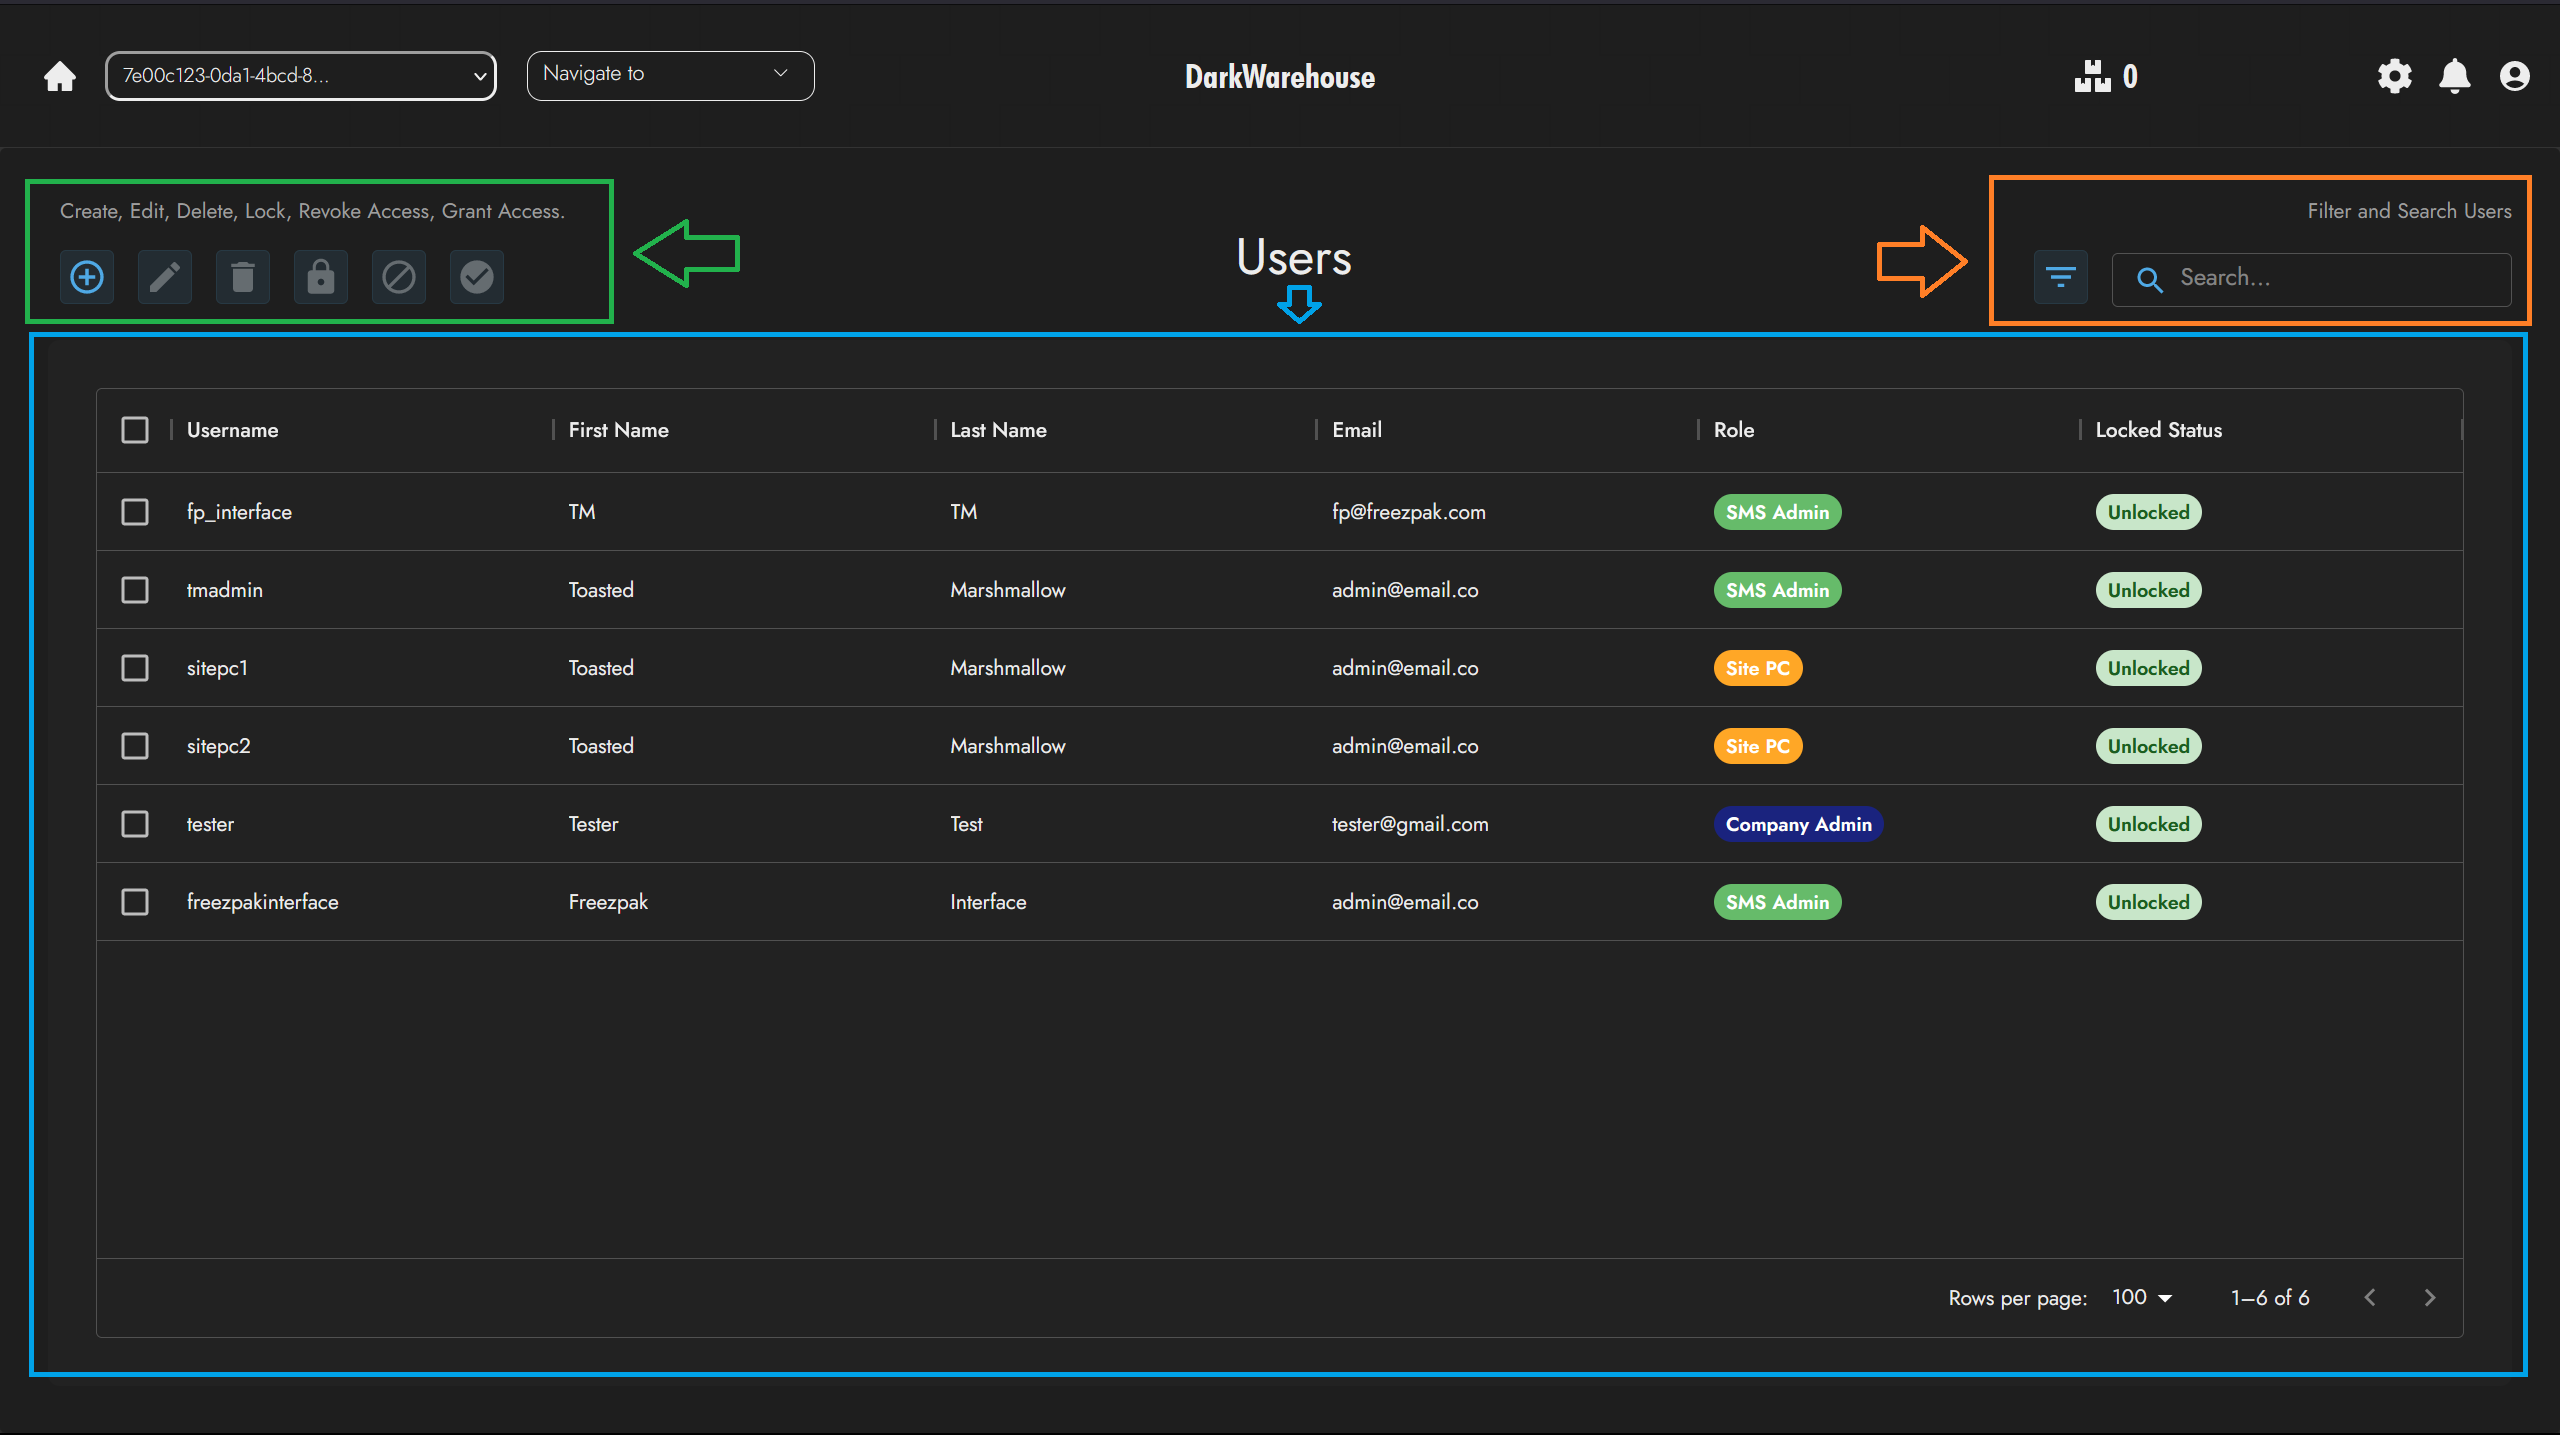 7e00c123-0da1-4bcd-8...
Navigate to
DarkWarehouse
0
Create, Edit, Delete, Lock, Revoke Access, Grant Access.
Users
Filter and Search Users
Search...
Username First Name Last Name Email Role Locked Status
fp_interface TM TM fp@freezpak.com SMS Admin Unlocked
tmadmin Toasted Marshmallow admin@email.co SMS Admin Unlocked
sitepc1 Toasted Marshmallow admin@email.co Site PC Unlocked
sitepc2 Toasted Marshmallow admin@email.co Site PC Unlocked
tester Tester Test tester@gmail.com Company Admin Unlocked
freezpakinterface Freezpak Interface admin@email.co SMS Admin Unlocked
Rows per page: 100 1–6 of 6